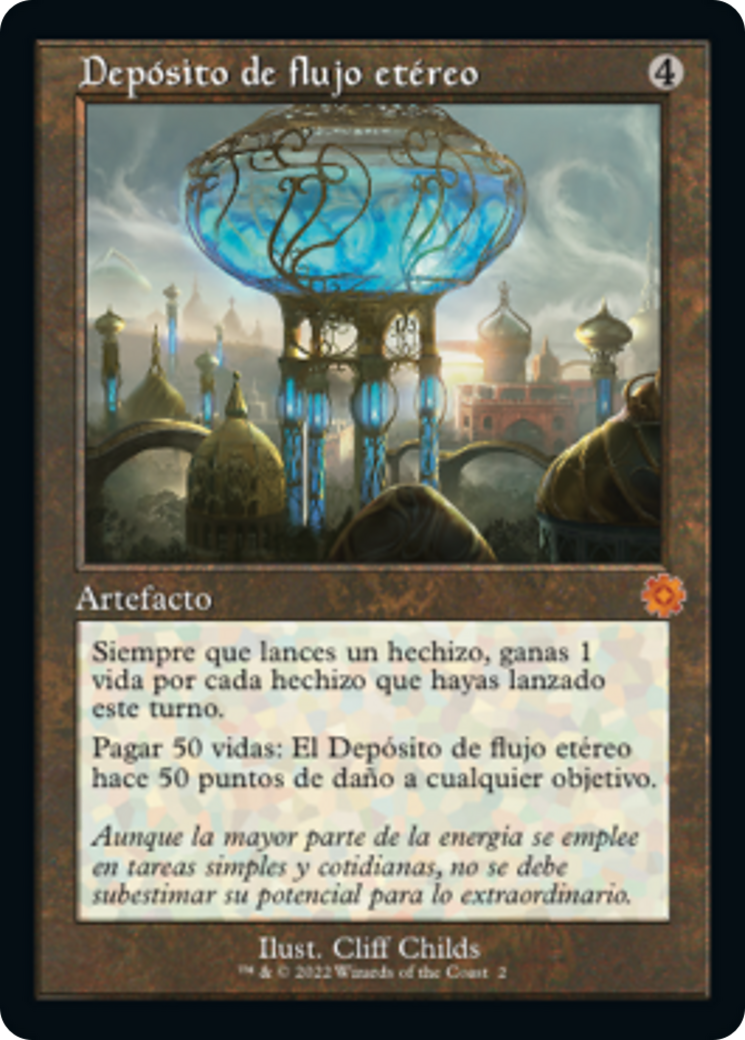 Depósito de flujo etéreo 4
Artefacto
Siempre que lances un hechizo, ganas 1
vida por cada hechizo que hayas lanzado
este turno.
Pagar 50 vidas: El Depósito de flujo etéreo
hace 50 puntos de daño a cualquier objetivo.
Aunque la mayor parte de la energía se emplee
en tareas simples y cotidianas, no se debe
subestimar su potencial para lo extraordinario.
Ilust. Cliff Childs
™ & © 2022 Wizards of the Coast 2